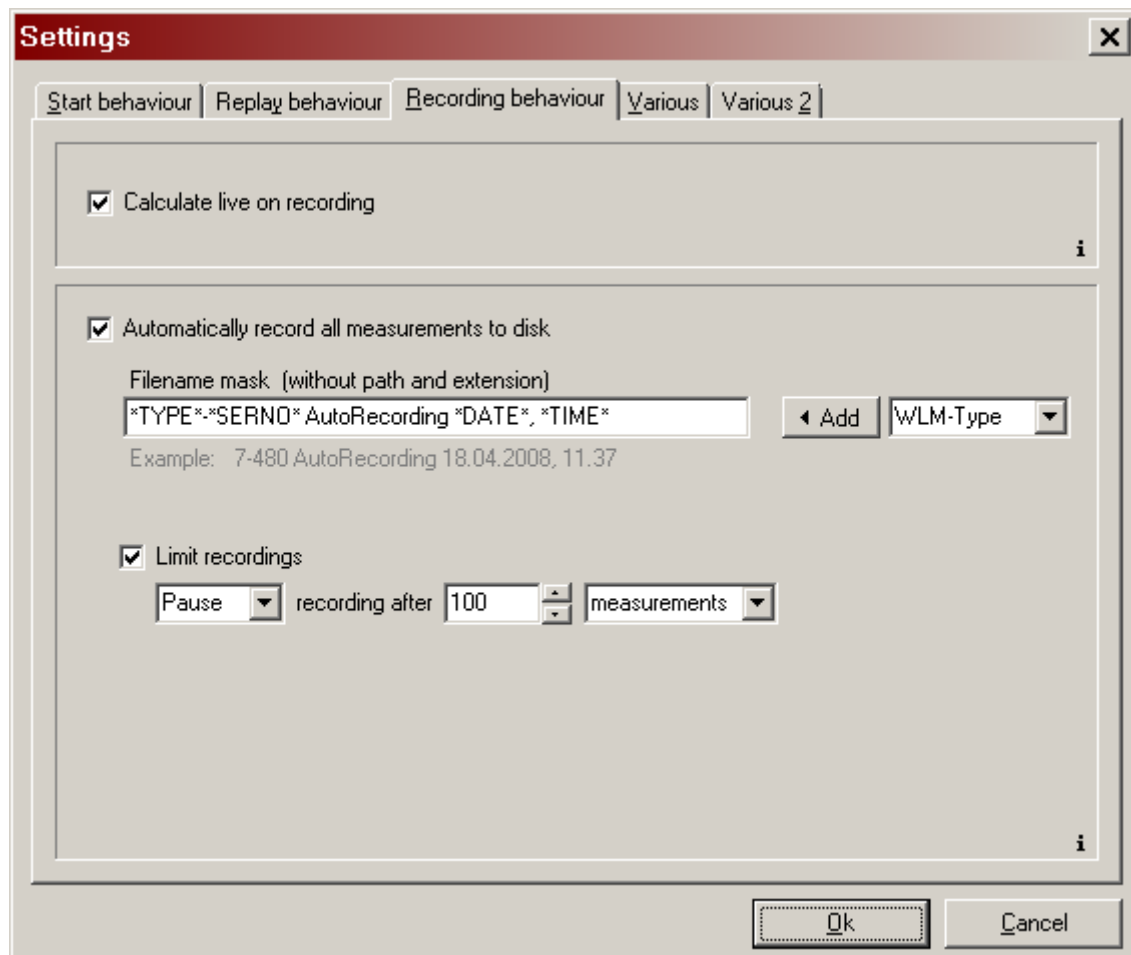 Settings
Start behaviour Replay behaviour Recording behaviour Various Various 2
Calculate live on recording
i
Automatically record all measurements to disk
Filename mask (without path and extension)
*TYPE*-*SERNO* AutoRecording *DATE*, *TIME* Add WLM-Type
Example: 7-480 AutoRecording 18.04.2008, 11.37
Limit recordings
Pause recording after 100 measurements
i
Ok Cancel